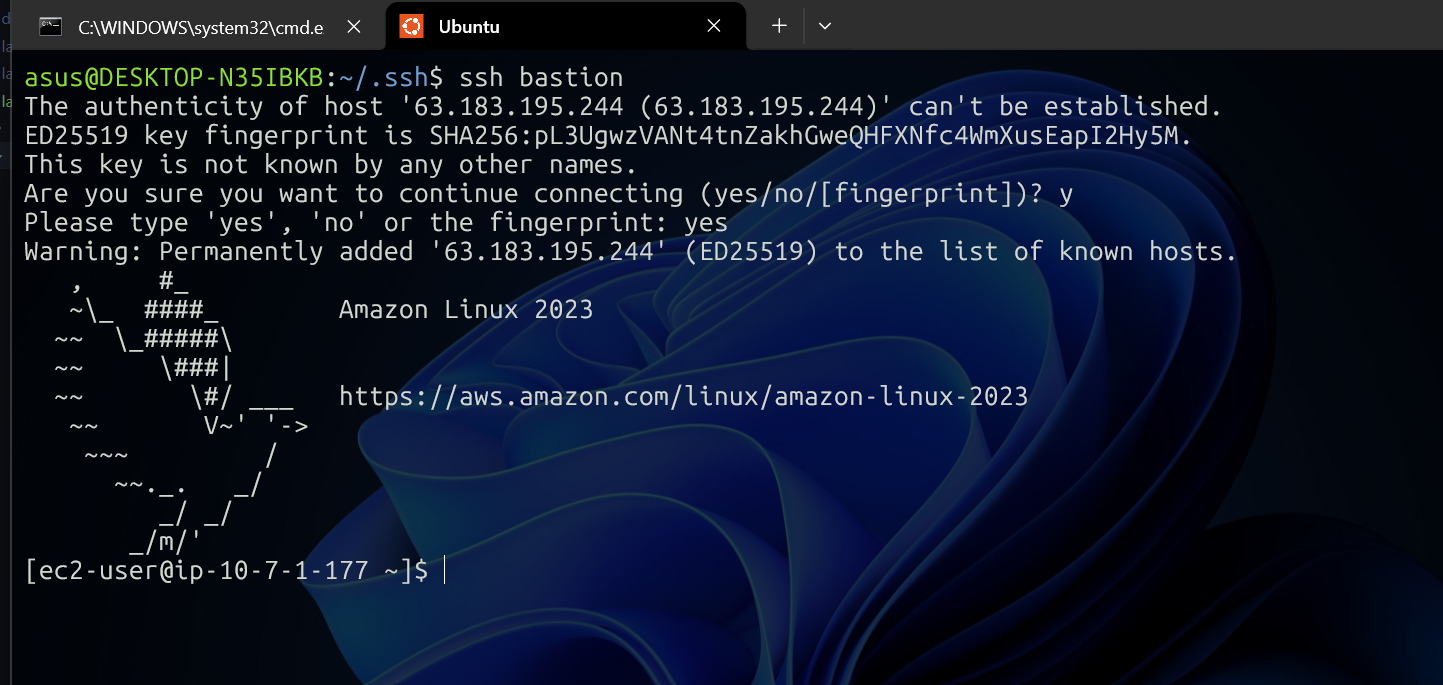 C:\WINDOWS\system32\cmd.e
Ubuntu
asus@DESKTOP-N35IBKB:~/.ssh$ ssh bastion
The authenticity of host '63.183.195.244 (63.183.195.244)' can't be established.
ED25519 key fingerprint is SHA256:pL3UgwzVANt4tnZakhGweQHFXNfc4WmXusEapI2Hy5M.
This key is not known by any other names.
Are you sure you want to continue connecting (yes/no/[fingerprint])? y
Please type 'yes', 'no' or the fingerprint: yes
Warning: Permanently added '63.183.195.244' (ED25519) to the list of known hosts.
   ,     #_
   ~\_  ####_        Amazon Linux 2023
  ~~  \_#####\
  ~~     \###|
  ~~       \#/ ___   https://aws.amazon.com/linux/amazon-linux-2023
   ~~       V~' '->
    ~~~         /
      ~~._.   _/
         _/ _/
       _/m/'
[ec2-user@ip-10-7-1-177 ~]$